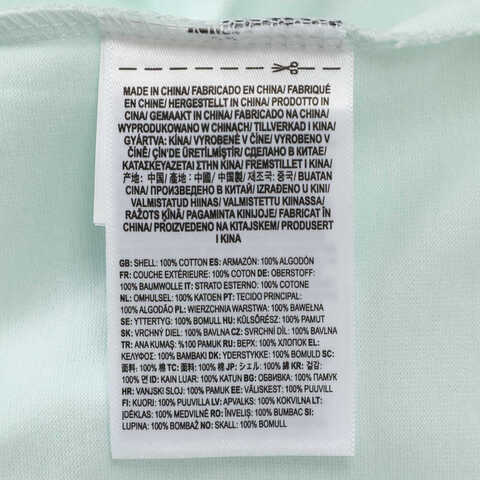 MADE IN CHINA/ FABRICADO EN CHINA/ FABRIQUÉ
EN CHINE/ HERGESTELLT IN CHINA/ PRODOTTO IN
CINA/ GEMAAKT IN CHINA/ FABRICADO NA CHINA/
WYPRODUKOWANO W CHINACH/ TILLVERKAD I KINA/
GYÁRTVA: KÍNA/ VYROBENÉ V ČÍNE/ VYROBENO V
ČÍNĚ/ ÇİN'DE ÜRETİLMİŞTİR/ СДЕЛАНО В КИТАЕ/
ΚΑΤΑΣΚΕΥΑΖΕΤΑΙ ΣΤΗΝ ΚΙΝΑ/ FREMSTILLET I KINA/
产地: 中国/ 產地: 中國/ 中国製/ 제조국: 중국/ BUATAN
CINA/ ПРОИЗВЕДЕНО В КИТАЙ/ IZRAĐENO U KINI/
VALMISTATUD HIINAS/ VALMISTETTU KIINASSA/
RAŽOTS ĶĪNĀ/ PAGAMINTA KINIJOJE/ FABRICAT ÎN
CHINA/ PROIZVEDENO NA KITAJSKEM/ PRODUSERT
I KINA
GB: SHELL: 100% COTTON ES: ARMAZÓN: 100% ALGODÓN
FR: COUCHE EXTÉRIEURE: 100% COTON DE: OBERSTOFF:
100% BAUMWOLLE IT: STRATO ESTERNO: 100% COTONE
NL: OMHULSEL: 100% KATOEN PT: TECIDO PRINCIPAL:
100% ALGODÃO PL: WIERZCHNIA WARSTWA: 100% BAWEŁNA
SE: YTTERTYG: 100% BOMULL HU: KÜLSŐRÉSZ: 100% PAMUT
SK: VRCHNÝ DIEL: 100% BAVLNA CZ: SVRCHNÍ DÍL: 100% BAVLNA
TR: ANA KUMAŞ: %100 PAMUK RU: ВЕРХ: 100% ХЛОПОК EL:
ΚΕΛΥΦΟΣ: 100% ΒΑΜΒΑΚΙ DK: YDERSTYKKE: 100% BOMULD SC:
面料: 100% 棉 TC: 面料: 100% 棉 JP: シェル: 100% 綿 KR: 겉감:
100% 면 ID: KAIN LUAR: 100% KATUN BG: ОБВИВКА: 100% ПАМУК
HR: VANJSKI SLOJ: 100% PAMUK EE: VÄLISKEST: 100% PUUVILL
FI: KUORI: 100% PUUVILLA LV: APVALKS: 100% KOKVILNA LT:
ĮDĖKLAS: 100% MEDVILNĖ RO: ÎNVELIȘ: 100% BUMBAC SI:
LUPINA: 100% BOMBAŽ NO: SKALL: 100% BOMULL